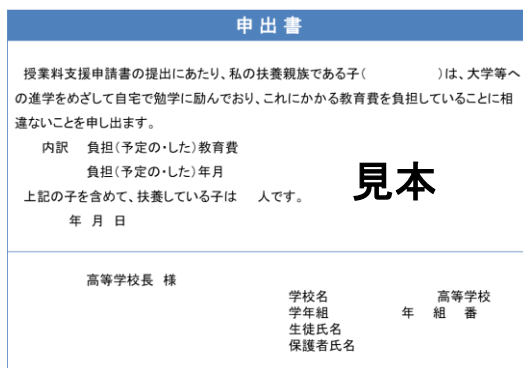 申出書
授業料支援申請書の提出にあたり、私の扶養親族である子(　　　　　　)は、大学等へ
の進学をめざして自宅で勉学に励んでおり、これにかかる教育費を負担していることに相
違ないことを申し出ます。
内訳　負担(予定の・した)教育費
負担(予定の・した)年月
見本
上記の子を含めて、扶養している子は　　人です。
年　月　日
高等学校長　様
学校名　　　　　　　　　高等学校
学年組　　　　　　年　組　番
生徒氏名
保護者氏名